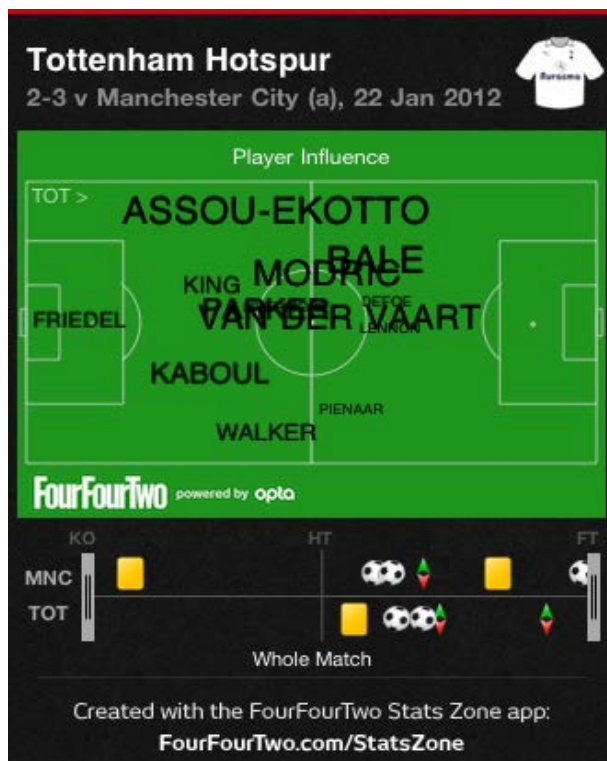 Tottenham Hotspur
2-3 v Manchester City (a), 22 Jan 2012
Player Influence
TOT >
ASSOU-EKOTTO
BALE
MODRIC
KING
DEFOE
PARKER
VAN DER VAART
FRIEDEL
LENNON
KABOUL
PIENAAR
WALKER
FourFourTwo powered by opta
KO HT FT
MNC
TOT
Whole Match
Created with the FourFourTwo Stats Zone app:
FourFourTwo.com/StatsZone